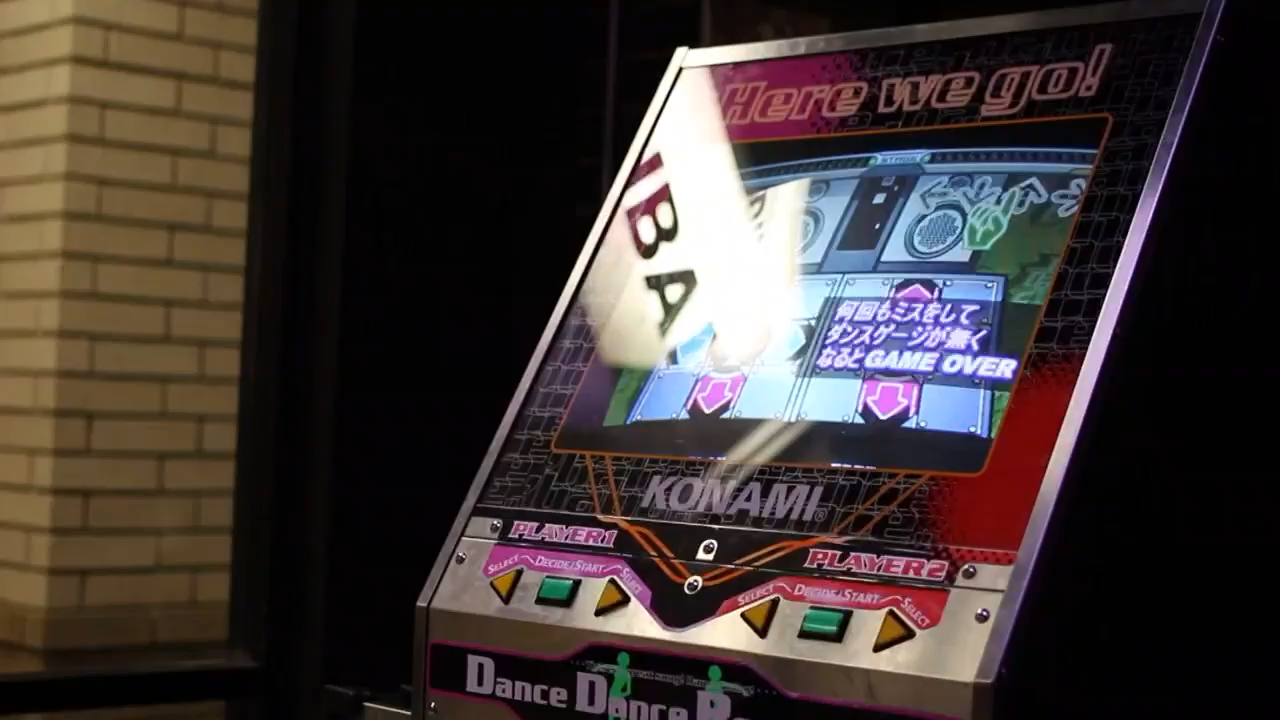 Here we go!
IBA
何回もミスをして
ダンスゲージが無く
なるとGAME OVER
KONAMI®
PLAYER1
PLAYER2
SELECT DECIDE/START SELECT
SELECT DECIDE/START SELECT
DANCE DANCE